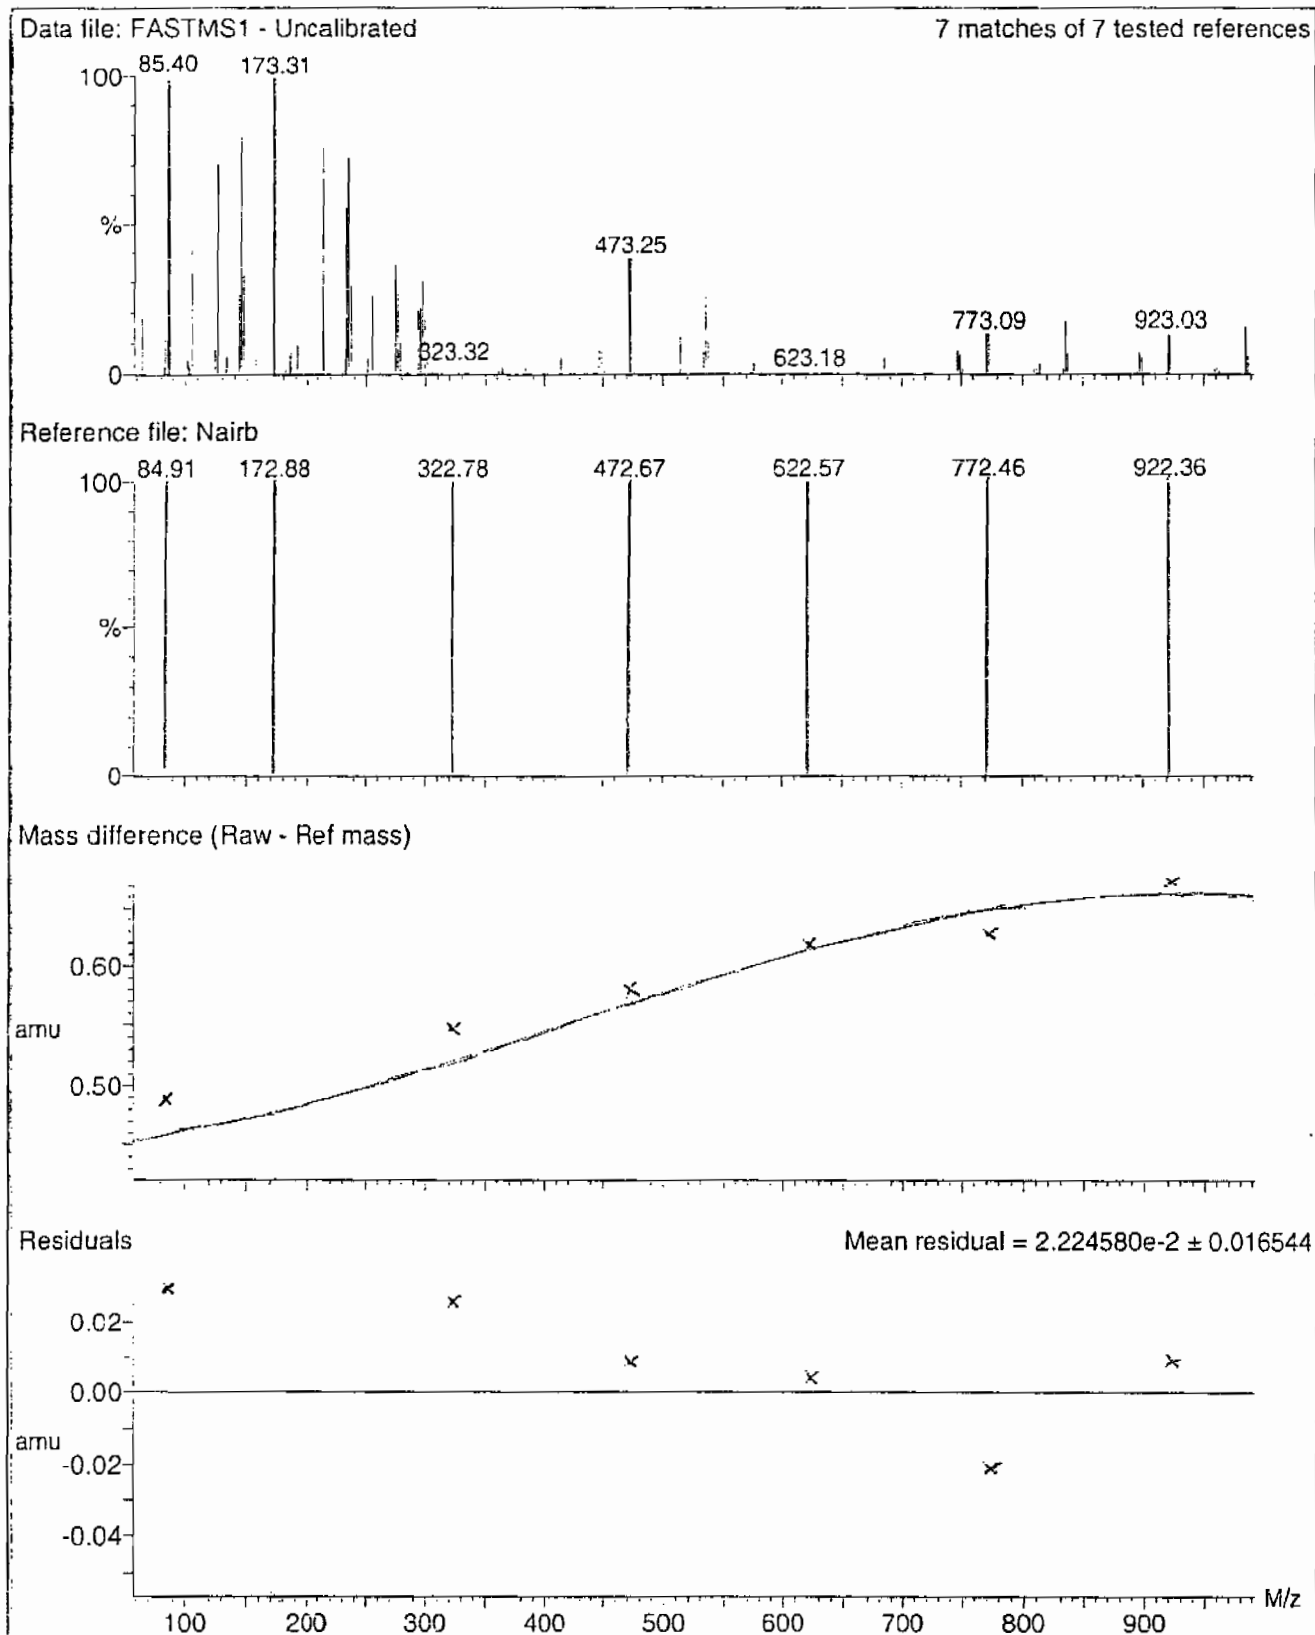 Data file: FASTMS1 - Uncalibrated 7 matches of 7 tested references
85.40 173.31
100
%
473.25
773.09 923.03
323.32 623.18
0
Reference file: Nairb
84.91 172.88 322.78 472.67 622.57 772.46 922.36
100
%
0
Mass difference (Raw - Ref mass)
0.60
amu
0.50
Residuals Mean residual = 2.224580e-2 ± 0.016544
0.02
0.00
amu
-0.02
-0.04
M/z
100 200 300 400 500 600 700 800 900